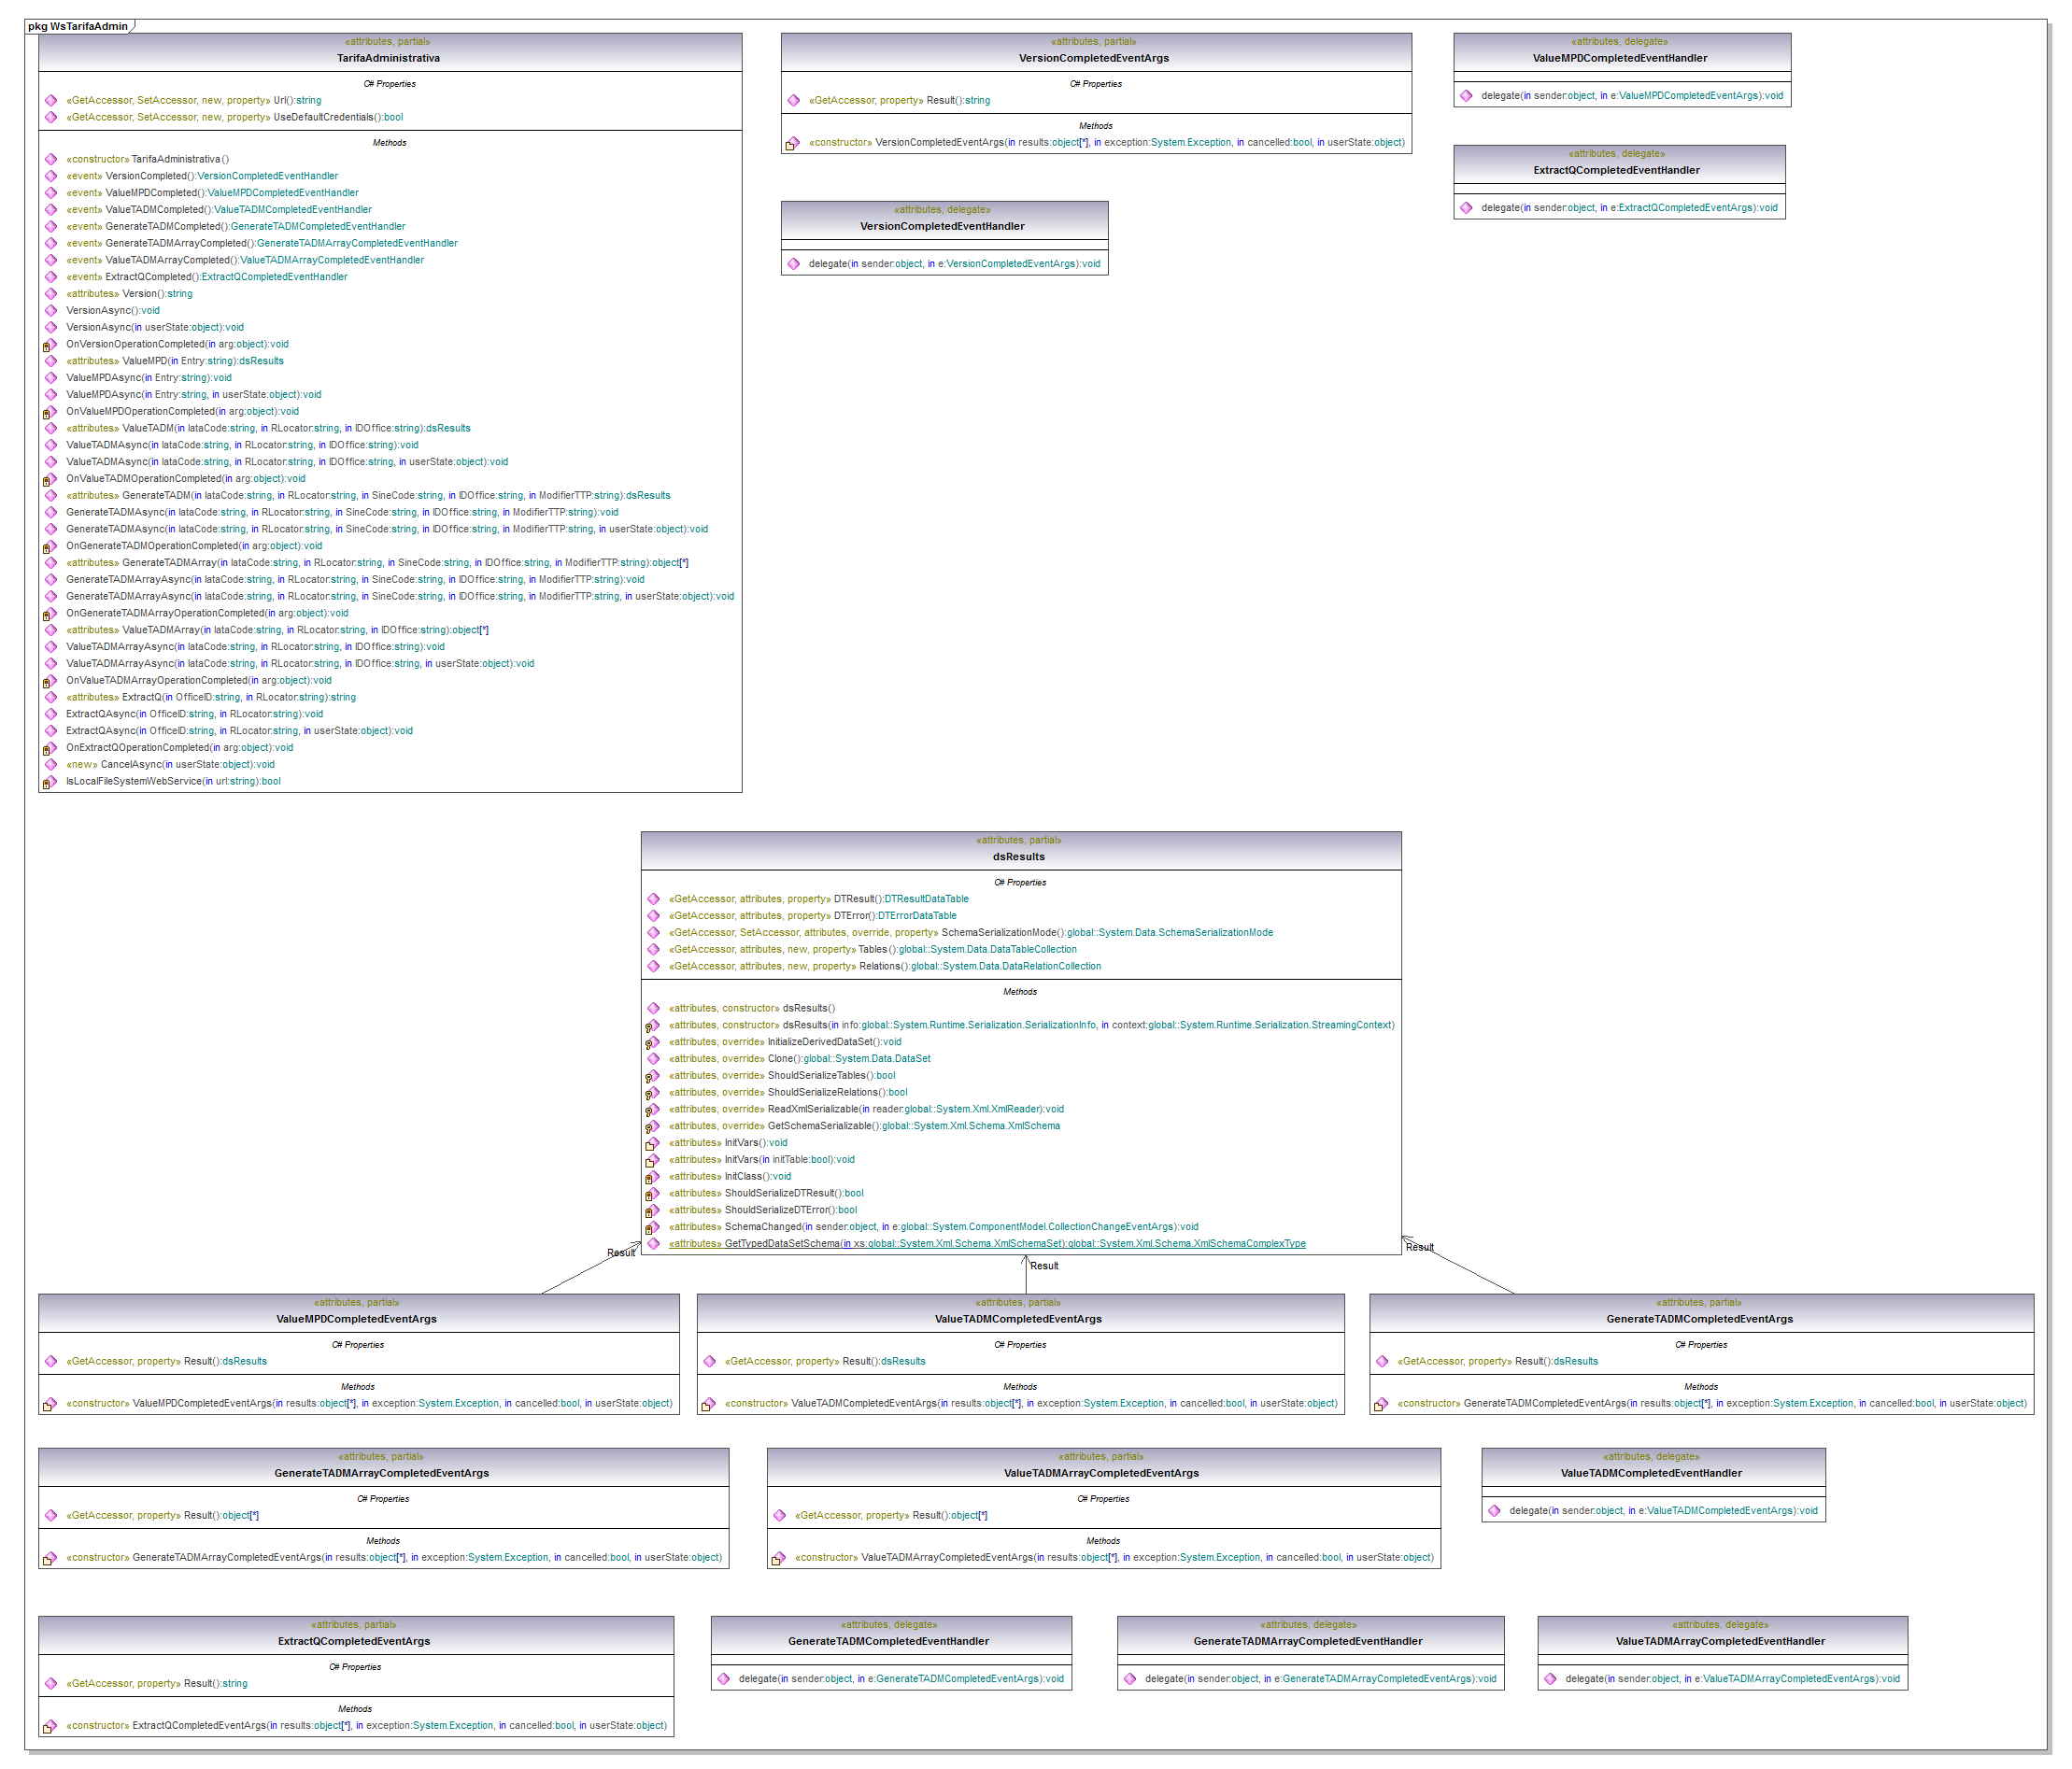 pkg WsTarifaAdmin
«attributes, partial»
TarifaAdministrativa
C# Properties
«GetAccessor, SetAccessor, new, property» Url():string
«GetAccessor, SetAccessor, new, property» UseDefaultCredentials():bool
Methods
«constructor» TarifaAdministrativa()
«event» VersionCompleted():VersionCompletedEventHandler
«event» ValueMPDCompleted():ValueMPDCompletedEventHandler
«event» ValueTADMCompleted():ValueTADMCompletedEventHandler
«event» GenerateTADMCompleted():GenerateTADMCompletedEventHandler
«event» GenerateTADMArrayCompleted():GenerateTADMArrayCompletedEventHandler
«event» ValueTADMArrayCompleted():ValueTADMArrayCompletedEventHandler
«event» ExtractQCompleted():ExtractQCompletedEventHandler
«attributes» Version():string
VersionAsync():void
VersionAsync(in userState:object):void
OnVersionOperationCompleted(in arg:object):void
«attributes» ValueMPD(in Entry:string):dsResults
ValueMPDAsync(in Entry:string):void
ValueMPDAsync(in Entry:string, in userState:object):void
OnValueMPDOperationCompleted(in arg:object):void
«attributes» ValueTADM(in IataCode:string, in RLocator:string, in IDOffice:string):dsResults
ValueTADMAsync(in IataCode:string, in RLocator:string, in IDOffice:string):void
ValueTADMAsync(in IataCode:string, in RLocator:string, in IDOffice:string, in userState:object):void
OnValueTADMOperationCompleted(in arg:object):void
«attributes» GenerateTADM(in IataCode:string, in RLocator:string, in SineCode:string, in IDOffice:string, in ModifierTTP:string):dsResults
GenerateTADMAsync(in IataCode:string, in RLocator:string, in SineCode:string, in IDOffice:string, in ModifierTTP:string):void
GenerateTADMAsync(in IataCode:string, in RLocator:string, in SineCode:string, in IDOffice:string, in ModifierTTP:string, in userState:object):void
OnGenerateTADMOperationCompleted(in arg:object):void
«attributes» GenerateTADMArray(in IataCode:string, in RLocator:string, in SineCode:string, in IDOffice:string, in ModifierTTP:string):object[*]
GenerateTADMArrayAsync(in IataCode:string, in RLocator:string, in SineCode:string, in IDOffice:string, in ModifierTTP:string):void
GenerateTADMArrayAsync(in IataCode:string, in RLocator:string, in SineCode:string, in IDOffice:string, in ModifierTTP:string, in userState:object):void
OnGenerateTADMArrayOperationCompleted(in arg:object):void
«attributes» ValueTADMArray(in IataCode:string, in RLocator:string, in IDOffice:string):object[*]
ValueTADMArrayAsync(in IataCode:string, in RLocator:string, in IDOffice:string):void
ValueTADMArrayAsync(in IataCode:string, in RLocator:string, in IDOffice:string, in userState:object):void
OnValueTADMArrayOperationCompleted(in arg:object):void
«attributes» ExtractQ(in OfficeID:string, in RLocator:string):string
ExtractQAsync(in OfficeID:string, in RLocator:string):void
ExtractQAsync(in OfficeID:string, in RLocator:string, in userState:object):void
OnExtractQOperationCompleted(in arg:object):void
«new» CancelAsync(in userState:object):void
IsLocalFileSystemWebService(in url:string):bool
«attributes, partial»
VersionCompletedEventArgs
C# Properties
«GetAccessor, property» Result():string
Methods
«constructor» VersionCompletedEventArgs(in results:object[*], in exception:System.Exception, in cancelled:bool, in userState:object)
«attributes, delegate»
VersionCompletedEventHandler
delegate(in sender:object, in e:VersionCompletedEventArgs):void
«attributes, delegate»
ValueMPDCompletedEventHandler
delegate(in sender:object, in e:ValueMPDCompletedEventArgs):void
«attributes, delegate»
ExtractQCompletedEventHandler
delegate(in sender:object, in e:ExtractQCompletedEventArgs):void
«attributes, partial»
dsResults
C# Properties
«GetAccessor, attributes, property» DTResult():DTResultDataTable
«GetAccessor, attributes, property» DTError():DTErrorDataTable
«GetAccessor, SetAccessor, attributes, override, property» SchemaSerializationMode():global::System.Data.SchemaSerializationMode
«GetAccessor, attributes, new, property» Tables():global::System.Data.DataTableCollection
«GetAccessor, attributes, new, property» Relations():global::System.Data.DataRelationCollection
Methods
«attributes, constructor» dsResults()
«attributes, constructor» dsResults(in info:global::System.Runtime.Serialization.SerializationInfo, in context:global::System.Runtime.Serialization.StreamingContext)
«attributes, override» InitializeDerivedDataSet():void
«attributes, override» Clone():global::System.Data.DataSet
«attributes, override» ShouldSerializeTables():bool
«attributes, override» ShouldSerializeRelations():bool
«attributes, override» ReadXmlSerializable(in reader:global::System.Xml.XmlReader):void
«attributes, override» GetSchemaSerializable():global::System.Xml.Schema.XmlSchema
«attributes» InitVars():void
«attributes» InitVars(in initTable:bool):void
«attributes» InitClass():void
«attributes» ShouldSerializeDTResult():bool
«attributes» ShouldSerializeDTError():bool
«attributes» SchemaChanged(in sender:object, in e:global::System.ComponentModel.CollectionChangeEventArgs):void
«attributes» GetTypedDataSetSchema(in xs:global::System.Xml.Schema.XmlSchemaSet):global::System.Xml.Schema.XmlSchemaComplexType
Result
Result
Result
«attributes, partial»
ValueMPDCompletedEventArgs
C# Properties
«GetAccessor, property» Result():dsResults
Methods
«constructor» ValueMPDCompletedEventArgs(in results:object[*], in exception:System.Exception, in cancelled:bool, in userState:object)
«attributes, partial»
ValueTADMCompletedEventArgs
C# Properties
«GetAccessor, property» Result():dsResults
Methods
«constructor» ValueTADMCompletedEventArgs(in results:object[*], in exception:System.Exception, in cancelled:bool, in userState:object)
«attributes, partial»
GenerateTADMCompletedEventArgs
C# Properties
«GetAccessor, property» Result():dsResults
Methods
«constructor» GenerateTADMCompletedEventArgs(in results:object[*], in exception:System.Exception, in cancelled:bool, in userState:object)
«attributes, partial»
GenerateTADMArrayCompletedEventArgs
C# Properties
«GetAccessor, property» Result():object[*]
Methods
«constructor» GenerateTADMArrayCompletedEventArgs(in results:object[*], in exception:System.Exception, in cancelled:bool, in userState:object)
«attributes, partial»
ValueTADMArrayCompletedEventArgs
C# Properties
«GetAccessor, property» Result():object[*]
Methods
«constructor» ValueTADMArrayCompletedEventArgs(in results:object[*], in exception:System.Exception, in cancelled:bool, in userState:object)
«attributes, delegate»
ValueTADMCompletedEventHandler
delegate(in sender:object, in e:ValueTADMCompletedEventArgs):void
«attributes, partial»
ExtractQCompletedEventArgs
C# Properties
«GetAccessor, property» Result():string
Methods
«constructor» ExtractQCompletedEventArgs(in results:object[*], in exception:System.Exception, in cancelled:bool, in userState:object)
«attributes, delegate»
GenerateTADMCompletedEventHandler
delegate(in sender:object, in e:GenerateTADMCompletedEventArgs):void
«attributes, delegate»
GenerateTADMArrayCompletedEventHandler
delegate(in sender:object, in e:GenerateTADMArrayCompletedEventArgs):void
«attributes, delegate»
ValueTADMArrayCompletedEventHandler
delegate(in sender:object, in e:ValueTADMArrayCompletedEventArgs):void